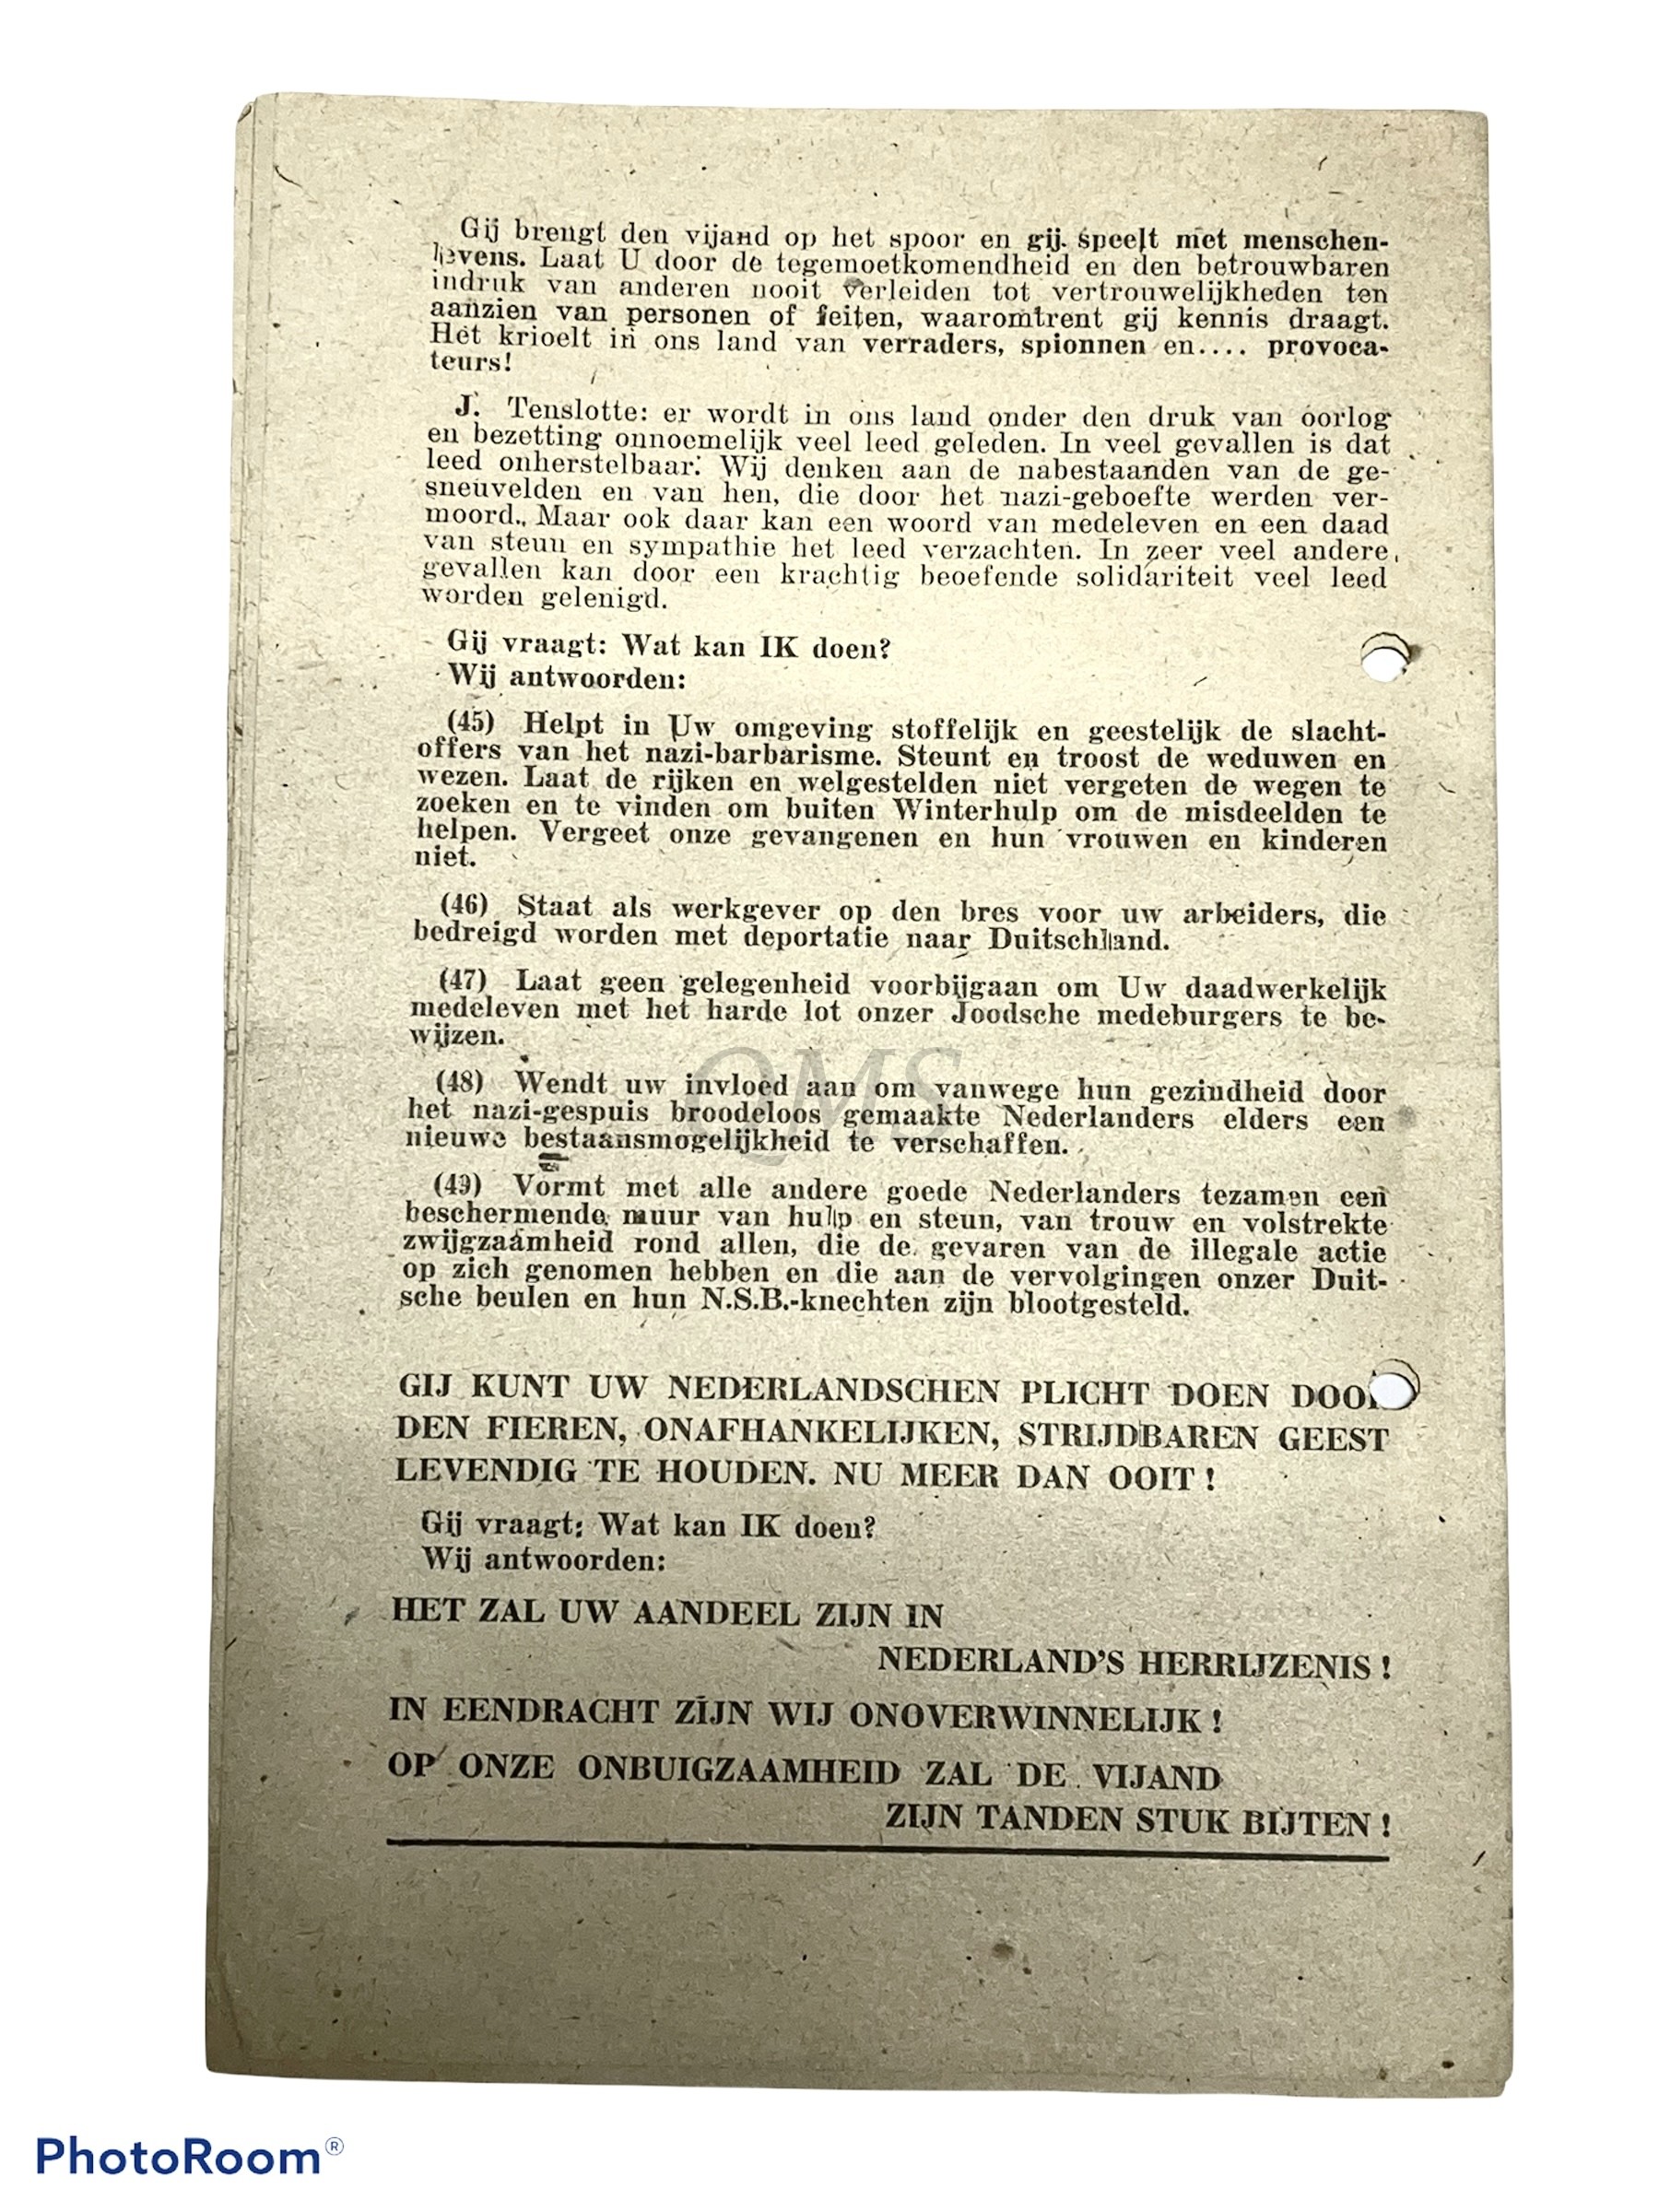 Gij brengt den vijand op het spoor en gij. speelt met menschen-
levens. Laat U door de tegemoetkomendheid en den betrouwbaren
indruk van anderen nooit verleiden tot vertrouwelijkheden ten
aanzien van personen of feiten, waaromtrent gij kennis draagt.
Het krioelt in ons land van verraders, spionnen en.... provoca-
teurs!
J. Tenslotte: er wordt in ons land onder den druk van oorlog
en bezetting onnoemelijk veel leed geleden. In veel gevallen is dat
leed onherstelbaar. Wij denken aan de nabestaanden van de ge-
sneuvelden en van hen, die door het nazi-geboefte werden ver-
moord. Maar ook daar kan een woord van medeleven en een daad
van steun en sympathie het leed verzachten. In zeer veel andere
gevallen kan door een krachtig beoefende solidariteit veel leed
worden gelenigd.
Gij vraagt: Wat kan IK doen?
Wij antwoorden:
(45) Helpt in Uw omgeving stoffelijk en geestelijk de slacht-
offers van het nazi-barbarisme. Steunt en troost de weduwen en
wezen. Laat de rijken en welgestelden niet vergeten de wegen te
zoeken en te vinden om buiten Winterhulp om de misdeelden te
helpen. Vergeet onze gevangenen en hun vrouwen en kinderen
niet.
(46) Staat als werkgever op den bres voor uw arbeiders, die
bedreigd worden met deportatie naar Duitschland.
(47) Laat geen gelegenheid voorbijgaan om Uw daadwerkelijk
medeleven met het harde lot onzer Joodsche medeburgers te be-
wijzen.
(48) Wendt uw invloed aan om vanwege hun gezindheid door
het nazi-gespuis broodeloos gemaakte Nederlanders elders een
nieuwe bestaansmogelijkheid te verschaffen.
QMS
(49) Vormt met alle andere goede Nederlanders tezamen een
beschermende muur van hulp en steun, van trouw en volstrekte
zwijgzaamheid rond allen, die de gevaren van de illegale actie
op zich genomen hebben en die aan de vervolgingen onzer Duit-
sche beulen en hun N.S.B.-knechten zijn blootgesteld.
GIJ KUNT UW NEDERLANDSCHEN PLICHT DOEN DOOR
DEN FIEREN, ONAFHANKELIJKEN, STRIJDBAREN GEEST
LEVENDIG TE HOUDEN. NU MEER DAN OOIT!
Gij vraagt: Wat kan IK doen?
Wij antwoorden:
HET ZAL UW AANDEEL ZIJN IN
NEDERLAND'S HERRIJZENIS!
IN EENDRACHT ZIJN WIJ ONOVERWINNELIJK!
OP ONZE ONBUIGZAAMHEID ZAL DE VIJAND
ZIJN TANDEN STUK BIJTEN!
PhotoRoom®